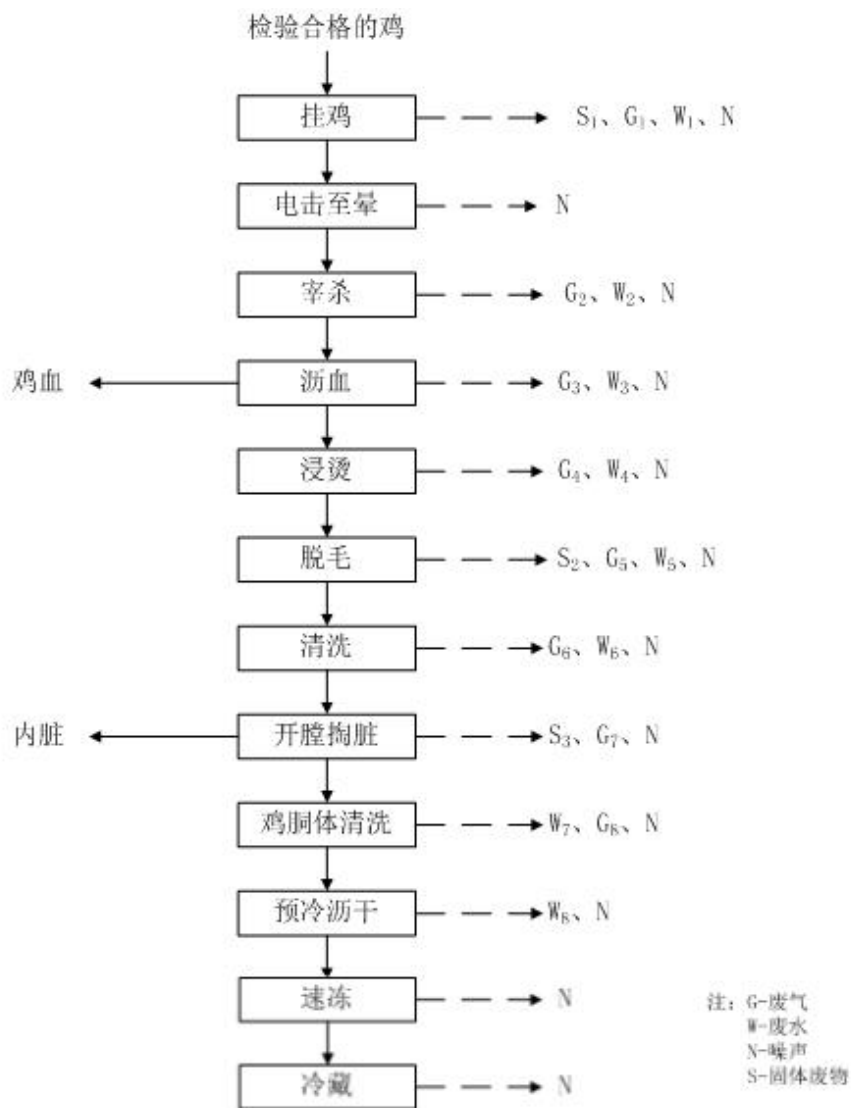 检验合格的鸡
挂鸡
S₁、G₁、W₁、N
电击至晕
N
宰杀
G₂、W₂、N
鸡血
沥血
G₃、W₃、N
浸烫
G₄、W₄、N
脱毛
S₂、G₅、W₅、N
清洗
G₆、W₆、N
内脏
开膛掏脏
S₃、G₇、N
鸡胴体清洗
W₇、G₈、N
预冷沥干
W₈、N
速冻
N
冷藏
N
注：G-废气
W-废水
N-噪声
S-固体废物